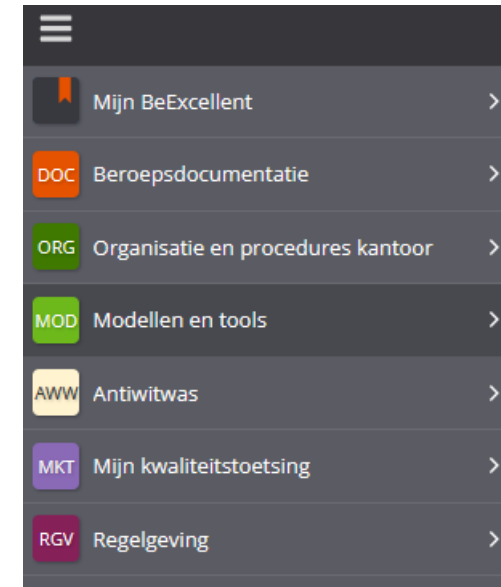 Mijn BeExcellent
DOC Beroepsdocumentatie
ORG Organisatie en procedures kantoor
MOD Modellen en tools
AWW Antiwitwas
MKT Mijn kwaliteitstoetsing
RGV Regelgeving